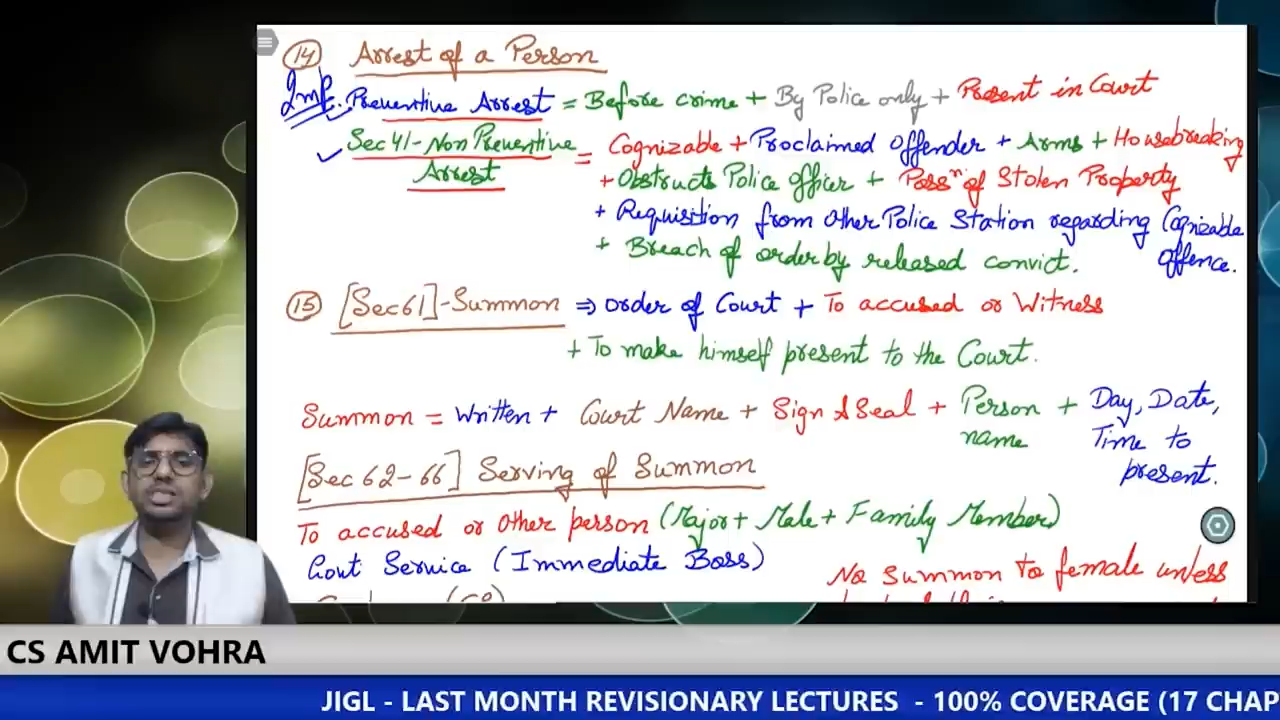 14 Arrest of a Person
Imp. Preventive Arrest = Before crime + By Police only + Present in Court
Sec 41 - Non Preventive Arrest = Cognizable + Proclaimed Offender + Arms + Housebreaking
+ Obstructs Police Officer + Possn of Stolen Property
+ Requisition from other Police Station regarding Cognizable offence.
+ Breach of order by released convict.
15 [Sec 61] - Summon ⇒ Order of Court + To accused or Witness
+ To make himself present to the Court.
Summon = Written + Court Name + Sign & Seal + Person name + Day, Date, Time to present.
[Sec 62-66] Serving of Summon
To accused or other person (Major + Male + Family Member)
Govt Service (Immediate Boss)
No Summon to female unless
CS AMIT VOHRA
JIGL - LAST MONTH REVISIONARY LECTURES - 100% COVERAGE (17 CHAP